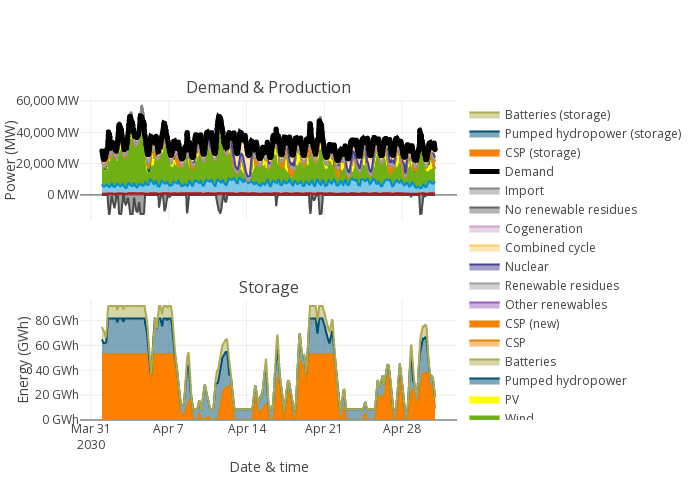 Demand & Production
60,000 MW
40,000 MW
20,000 MW
0 MW
Power (MW)
Storage
80 GWh
60 GWh
40 GWh
20 GWh
0 GWh
Energy (GWh)
Mar 31
2030
Apr 7
Apr 14
Apr 21
Apr 28
Date & time
Batteries (storage)
Pumped hydropower (storage)
CSP (storage)
Demand
Import
No renewable residues
Cogeneration
Combined cycle
Nuclear
Renewable residues
Other renewables
CSP (new)
CSP
Batteries
Pumped hydropower
PV
Wind